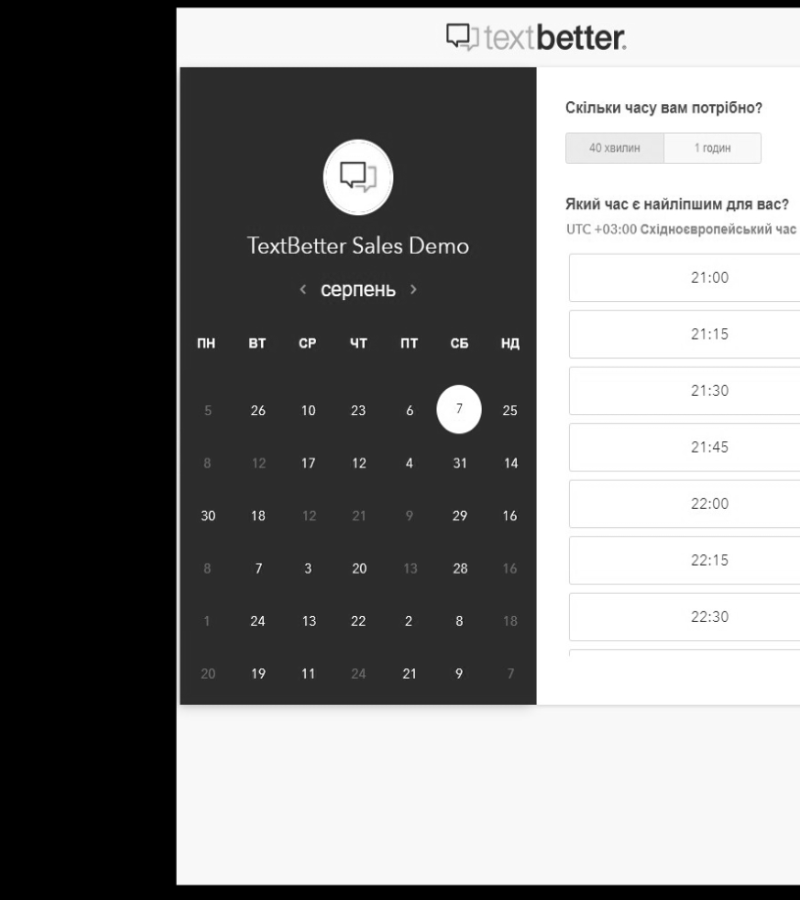 textbetter.
TextBetter Sales Demo
< серпень >
ПН ВТ СР ЧТ ПТ СБ НД
5 26 10 23 6 7 25
8 12 17 12 4 31 14
30 18 12 21 9 29 16
8 7 3 20 13 28 16
1 24 13 22 2 8 18
20 19 11 24 21 9 7
Скільки часу вам потрібно?
40 хвилин 1 годин
Який час є найліпшим для вас?
UTC +03:00 Східноєвропейський час
21:00
21:15
21:30
21:45
22:00
22:15
22:30